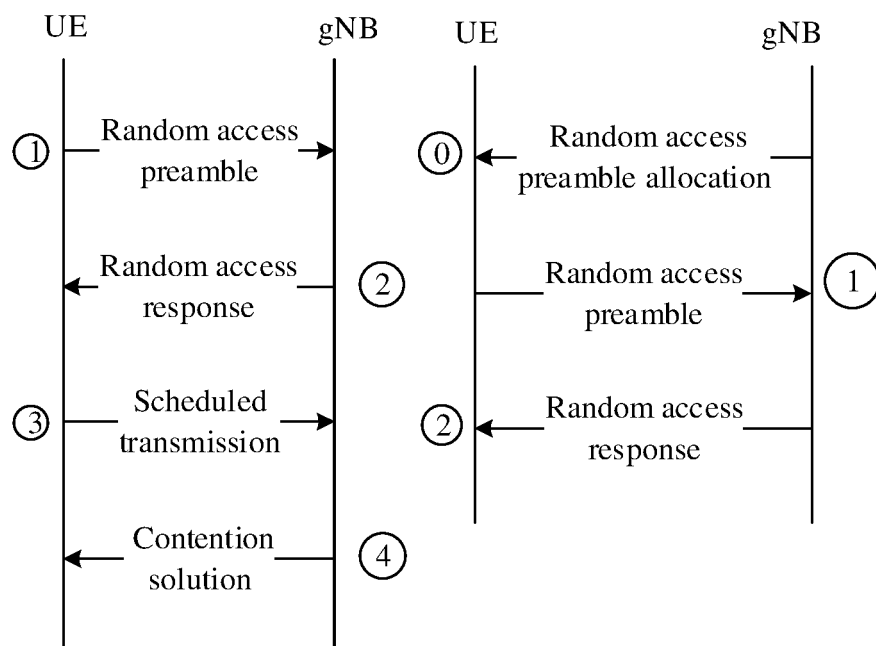 UE
gNB
1
Random access
preamble
Random access
response
2
3
Scheduled
transmission
Contention
solution
4
UE
gNB
0
Random access
preamble allocation
Random access
preamble
1
2
Random access
response